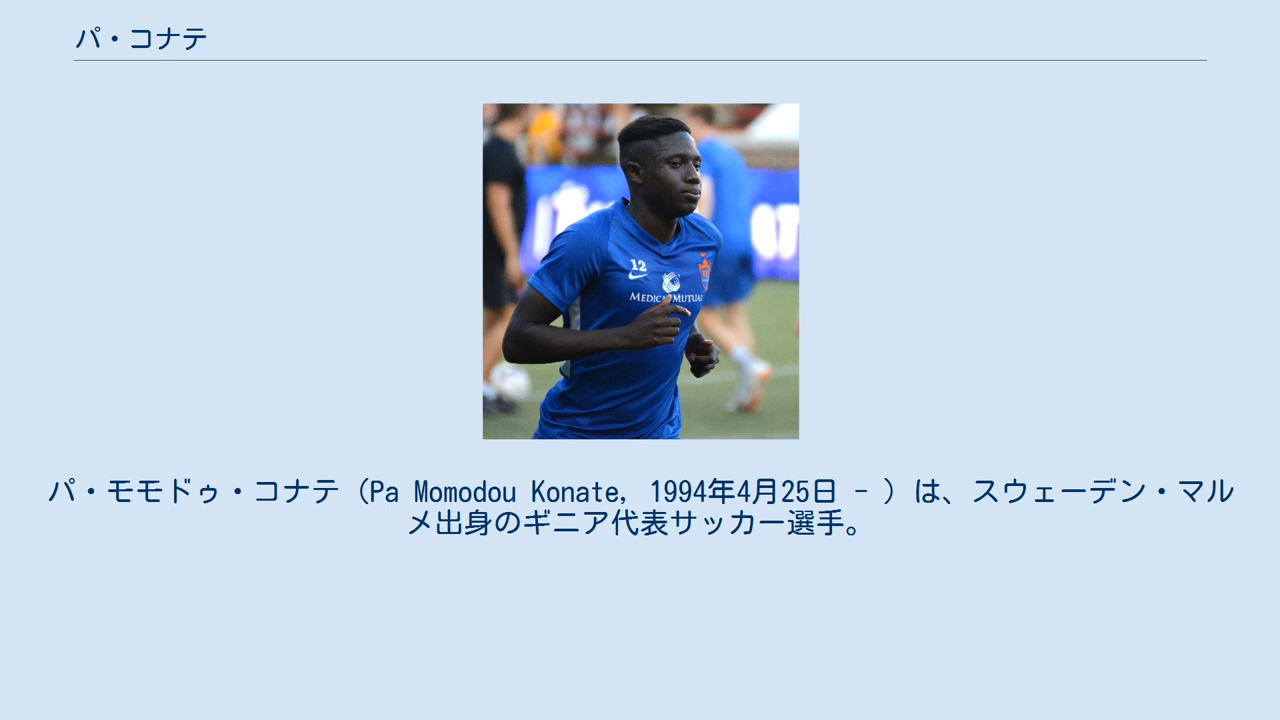 パ・コナテ
12
MEDICAL MUTUAL
パ・モモドゥ・コナテ（Pa Momodou Konate, 1994年4月25日 - ）は、スウェーデン・マル
メ出身のギニア代表サッカー選手。